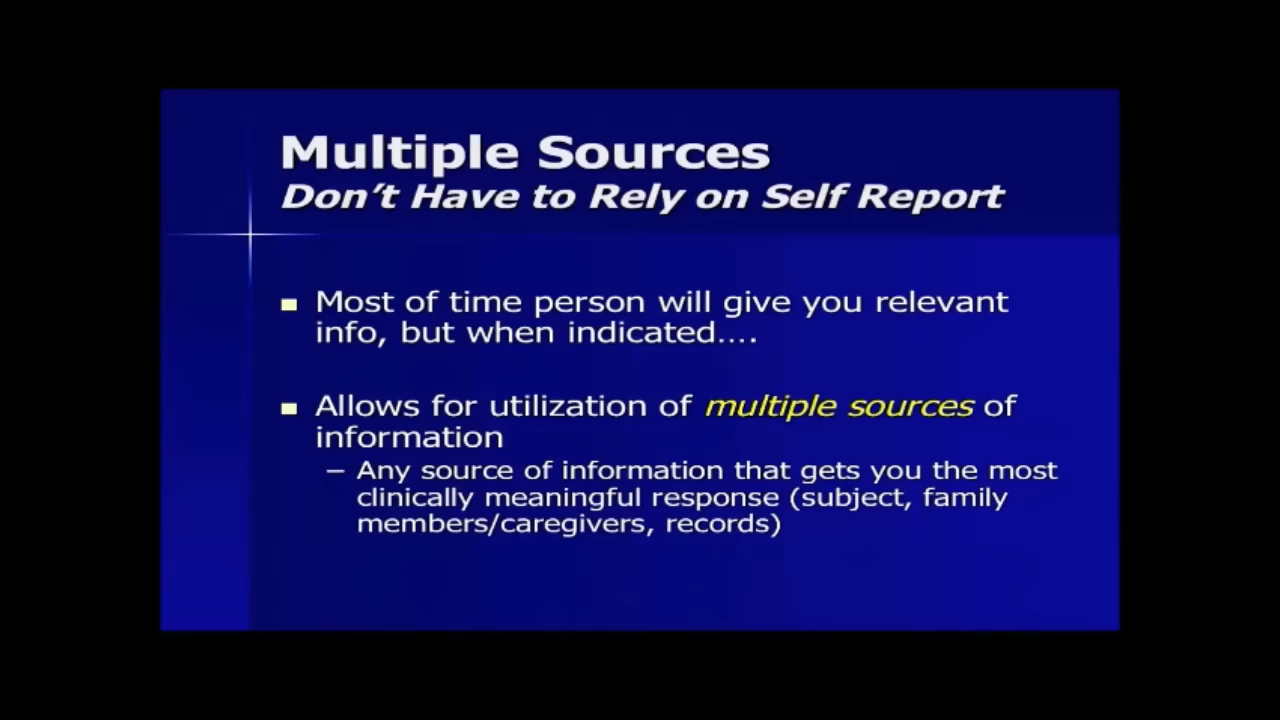 Multiple Sources
Don't Have to Rely on Self Report
Most of time person will give you relevant
info, but when indicated....
Allows for utilization of multiple sources of
information
– Any source of information that gets you the most
clinically meaningful response (subject, family
members/caregivers, records)